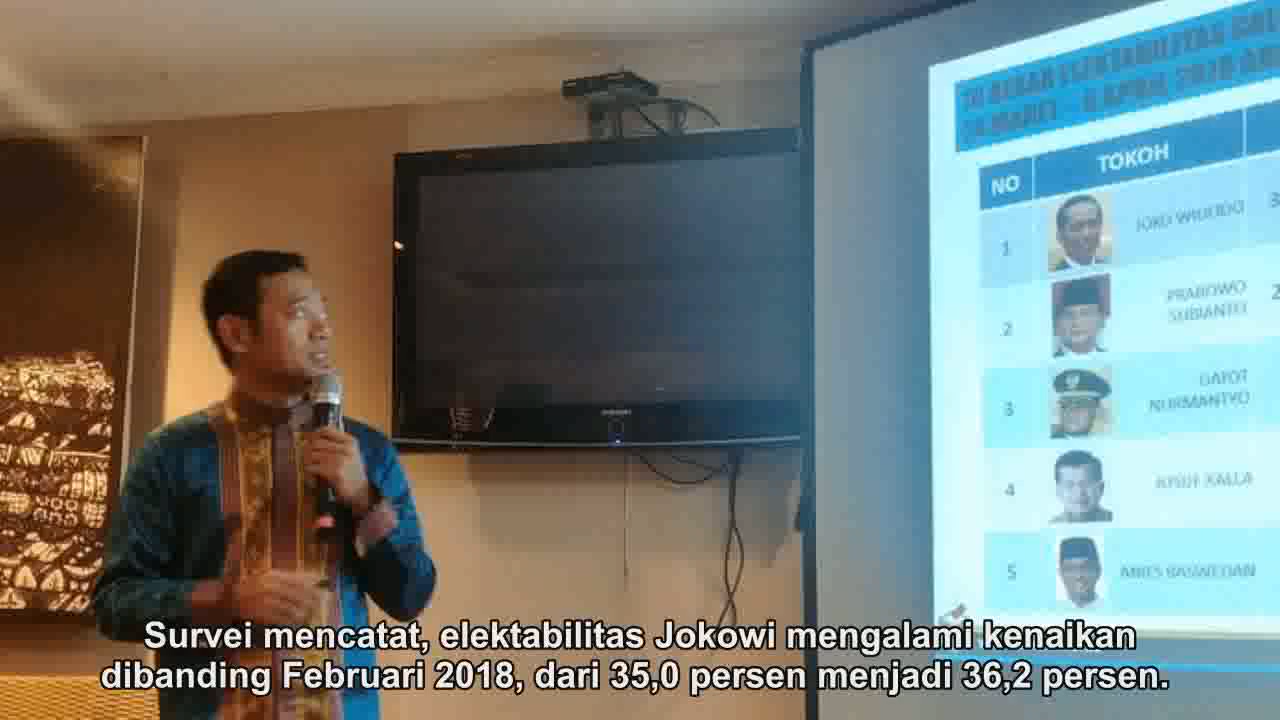 TOKOH
NO
1
JOKO WIDODO
2
PRABOWO
SUBIANTO
3
GATOT
NURMANTYO
4
JUSUF KALLA
5
ANIES BASWEDAN
Survei mencatat, elektabilitas Jokowi mengalami kenaikan
dibanding Februari 2018, dari 35,0 persen menjadi 36,2 persen.